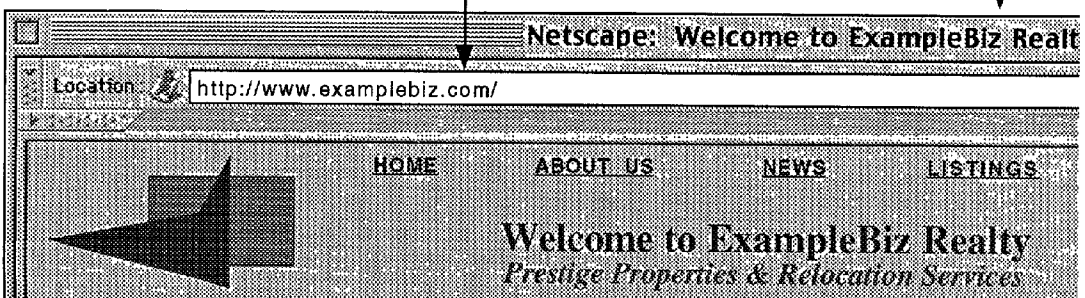 Netscape: Welcome to ExampleBiz Realt
Location: http://www.examplebiz.com/
HOME ABOUT US NEWS LISTINGS
Welcome to ExampleBiz Realty
Prestige Properties & Relocation Services